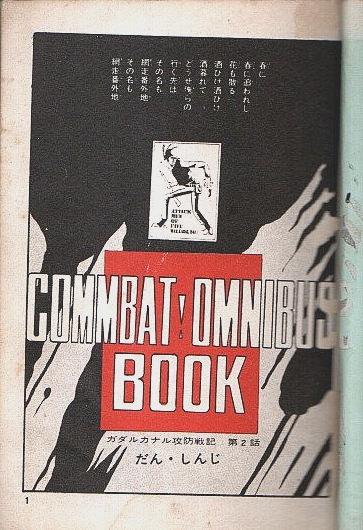 春に
春に追われし
花も散る
酒ひけ酒ひけ
酒暮れて
どうせ俺らの
行く先は
その名も
網走番外地
その名も
網走番外地
ATTACK
MEN
OF
COMMBAT! OMNIBUS
BOOK
ガダルカナル攻防戦記 第2話
だん・しんじ
1